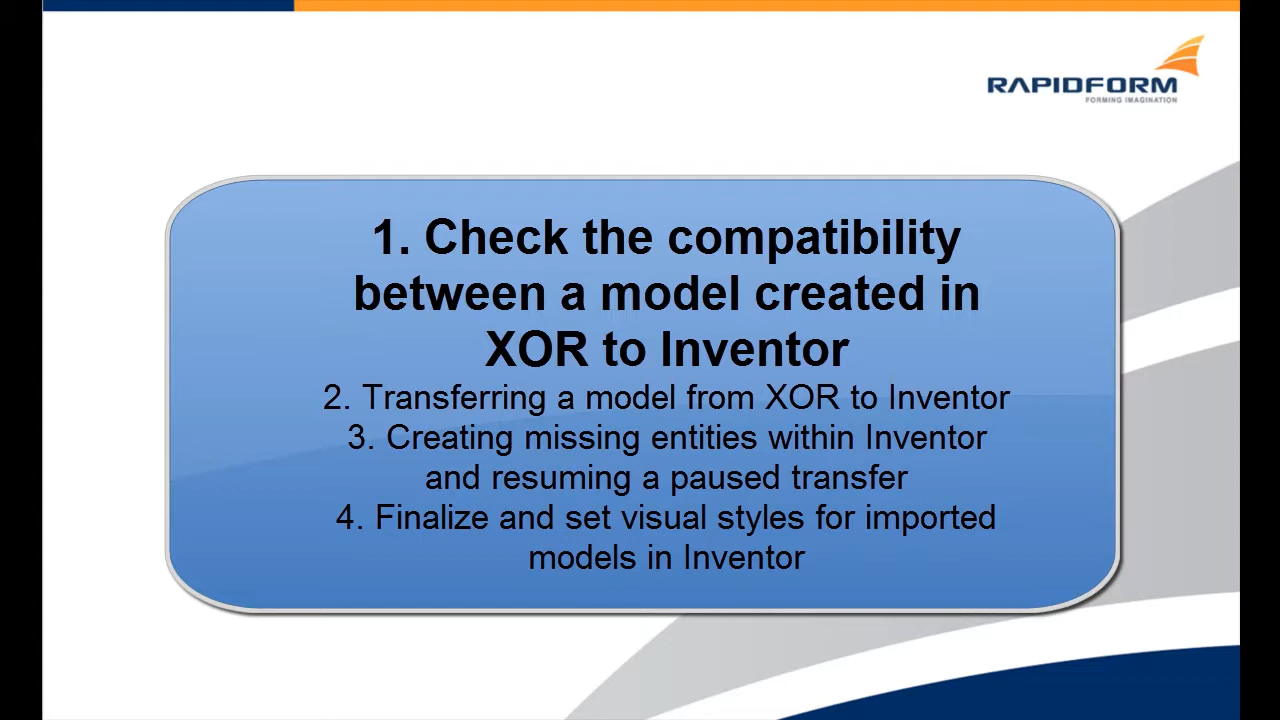 RAPIDFORM
FORMING IMAGINATION
1. Check the compatibility
between a model created in
XOR to Inventor
2. Transferring a model from XOR to Inventor
3. Creating missing entities within Inventor
and resuming a paused transfer
4. Finalize and set visual styles for imported
models in Inventor